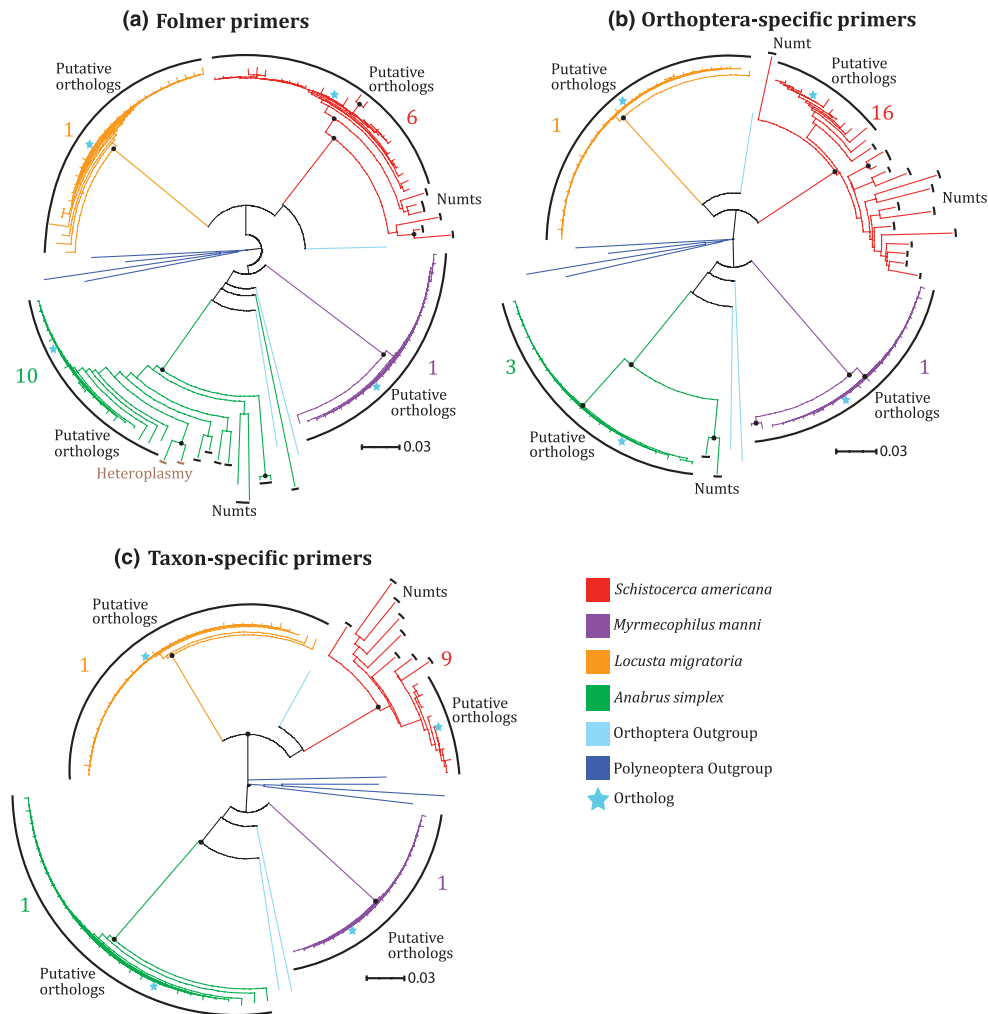 (a) Folmer primers
Putative
orthologs
1
Putative
orthologs
6
Numts
10
Putative
orthologs
Heteroplasmy
Numts
1
Putative
orthologs
0.03
(b) Orthoptera-specific primers
Numt
Putative
orthologs
1
Putative
orthologs
16
Numts
3
Putative
orthologs
Numts
1
Putative
orthologs
0.03
(c) Taxon-specific primers
Putative
orthologs
1
Numts
9
Putative
orthologs
1
Putative
orthologs
1
Putative
orthologs
0.03
Schistocerca americana
Myrmecophilus manni
Locusta migratoria
Anabrus simplex
Orthoptera Outgroup
Polyneoptera Outgroup
Ortholog